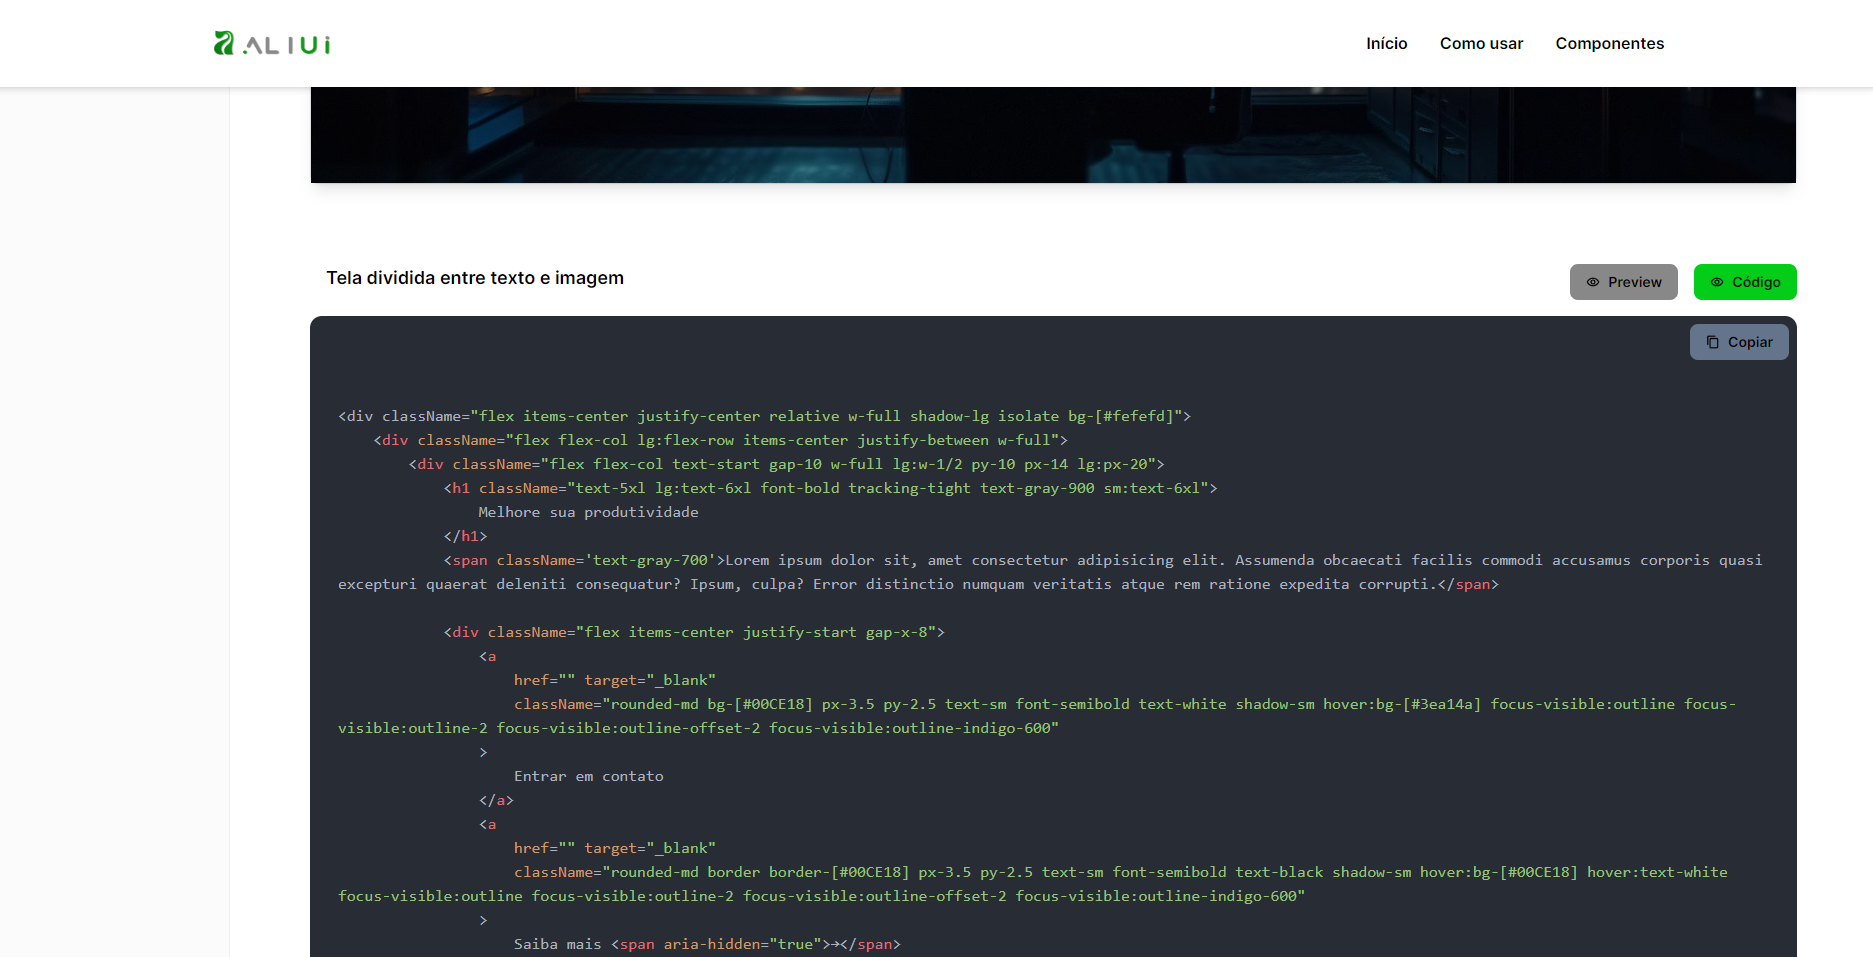 ALIUi
Início Como usar Componentes
Tela dividida entre texto e imagem
Preview Código
Copiar
<div className="flex items-center justify-center relative w-full shadow-lg isolate bg-[#fefefd]">
<div className="flex flex-col lg:flex-row items-center justify-between w-full">
<div className="flex flex-col text-start gap-10 w-full lg:w-1/2 py-10 px-14 lg:px-20">
<h1 className="text-5xl lg:text-6xl font-bold tracking-tight text-gray-900 sm:text-6xl">
Melhore sua produtividade
</h1>
<span className='text-gray-700'>Lorem ipsum dolor sit, amet consectetur adipisicing elit. Assumenda obcaecati facilis commodi accusamus corporis quasi
excepturi quaerat deleniti consequatur? Ipsum, culpa? Error distinctio numquam veritatis atque rem ratione expedita corrupti.</span>
<div className="flex items-center justify-start gap-x-8">
<a
href="" target="_blank"
className="rounded-md bg-[#00CE18] px-3.5 py-2.5 text-sm font-semibold text-white shadow-sm hover:bg-[#3ea14a] focus-visible:outline focus-
visible:outline-2 focus-visible:outline-offset-2 focus-visible:outline-indigo-600"
>
Entrar em contato
</a>
<a
href="" target="_blank"
className="rounded-md border border-[#00CE18] px-3.5 py-2.5 text-sm font-semibold text-black shadow-sm hover:bg-[#00CE18] hover:text-white
focus-visible:outline focus-visible:outline-2 focus-visible:outline-offset-2 focus-visible:outline-indigo-600"
>
Saiba mais <span aria-hidden="true">→</span>